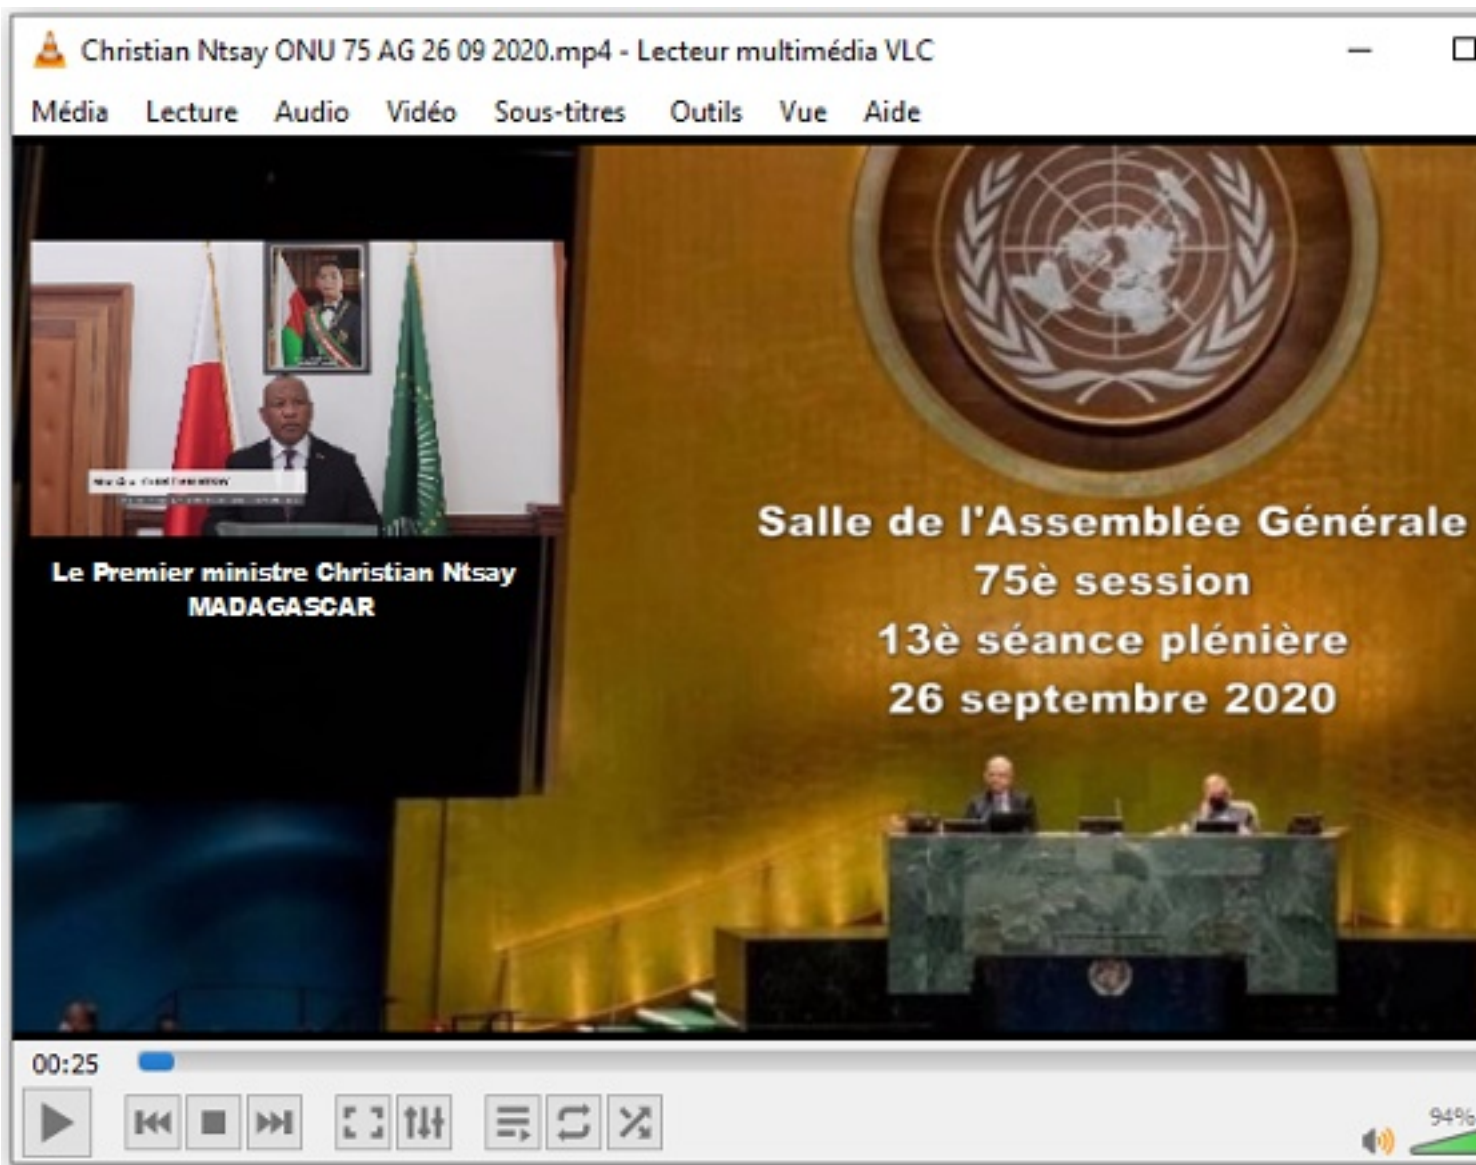 Christian Ntsay ONU 75 AG 26 09 2020.mp4 - Lecteur multimédia VLC
Média Lecture Audio Vidéo Sous-titres Outils Vue Aide
Le Premier ministre Christian Ntsay
MADAGASCAR
Salle de l'Assemblée Générale
75è session
13è séance plénière
26 septembre 2020
00:25
94%